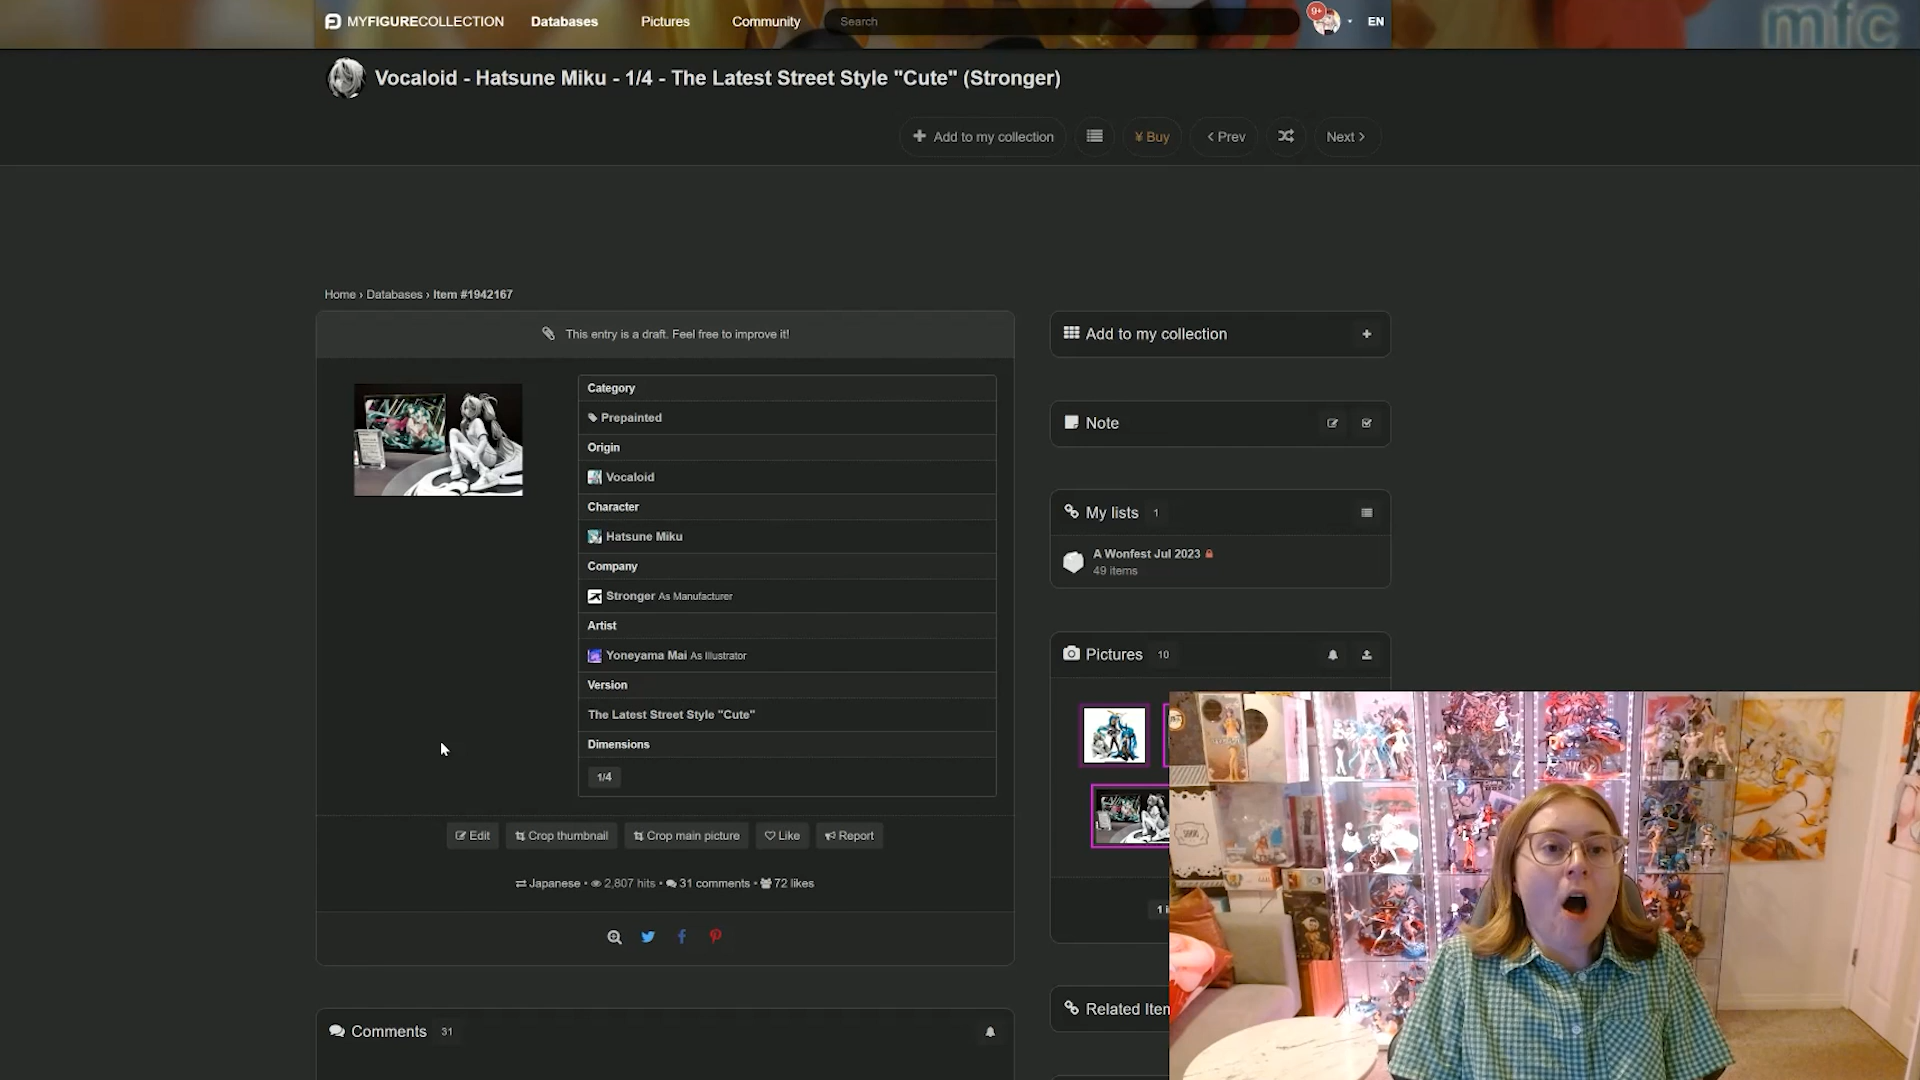 MYFIGURECOLLECTION
Databases
Pictures
Community
Search
9+
EN
mfc
Vocaloid - Hatsune Miku - 1/4 - The Latest Street Style "Cute" (Stronger)
Add to my collection
¥ Buy
Prev
Next
Home › Databases › Item #1942167
This entry is a draft. Feel free to improve it!
Category
Prepainted
Origin
Vocaloid
Character
Hatsune Miku
Company
Stronger As Manufacturer
Artist
Yoneyama Mai As Illustrator
Version
The Latest Street Style "Cute"
Dimensions
1/4
Edit
Crop thumbnail
Crop main picture
Like
Report
Japanese • 2,807 hits • 31 comments • 72 likes
Comments 31
Add to my collection
Note
My lists 1
A Wonfest Jul 2023
49 items
Pictures 10
Related Iten